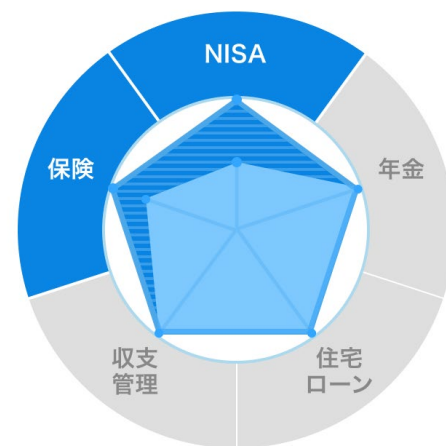 NISA
保険
年金
収支
管理
住宅
ローン